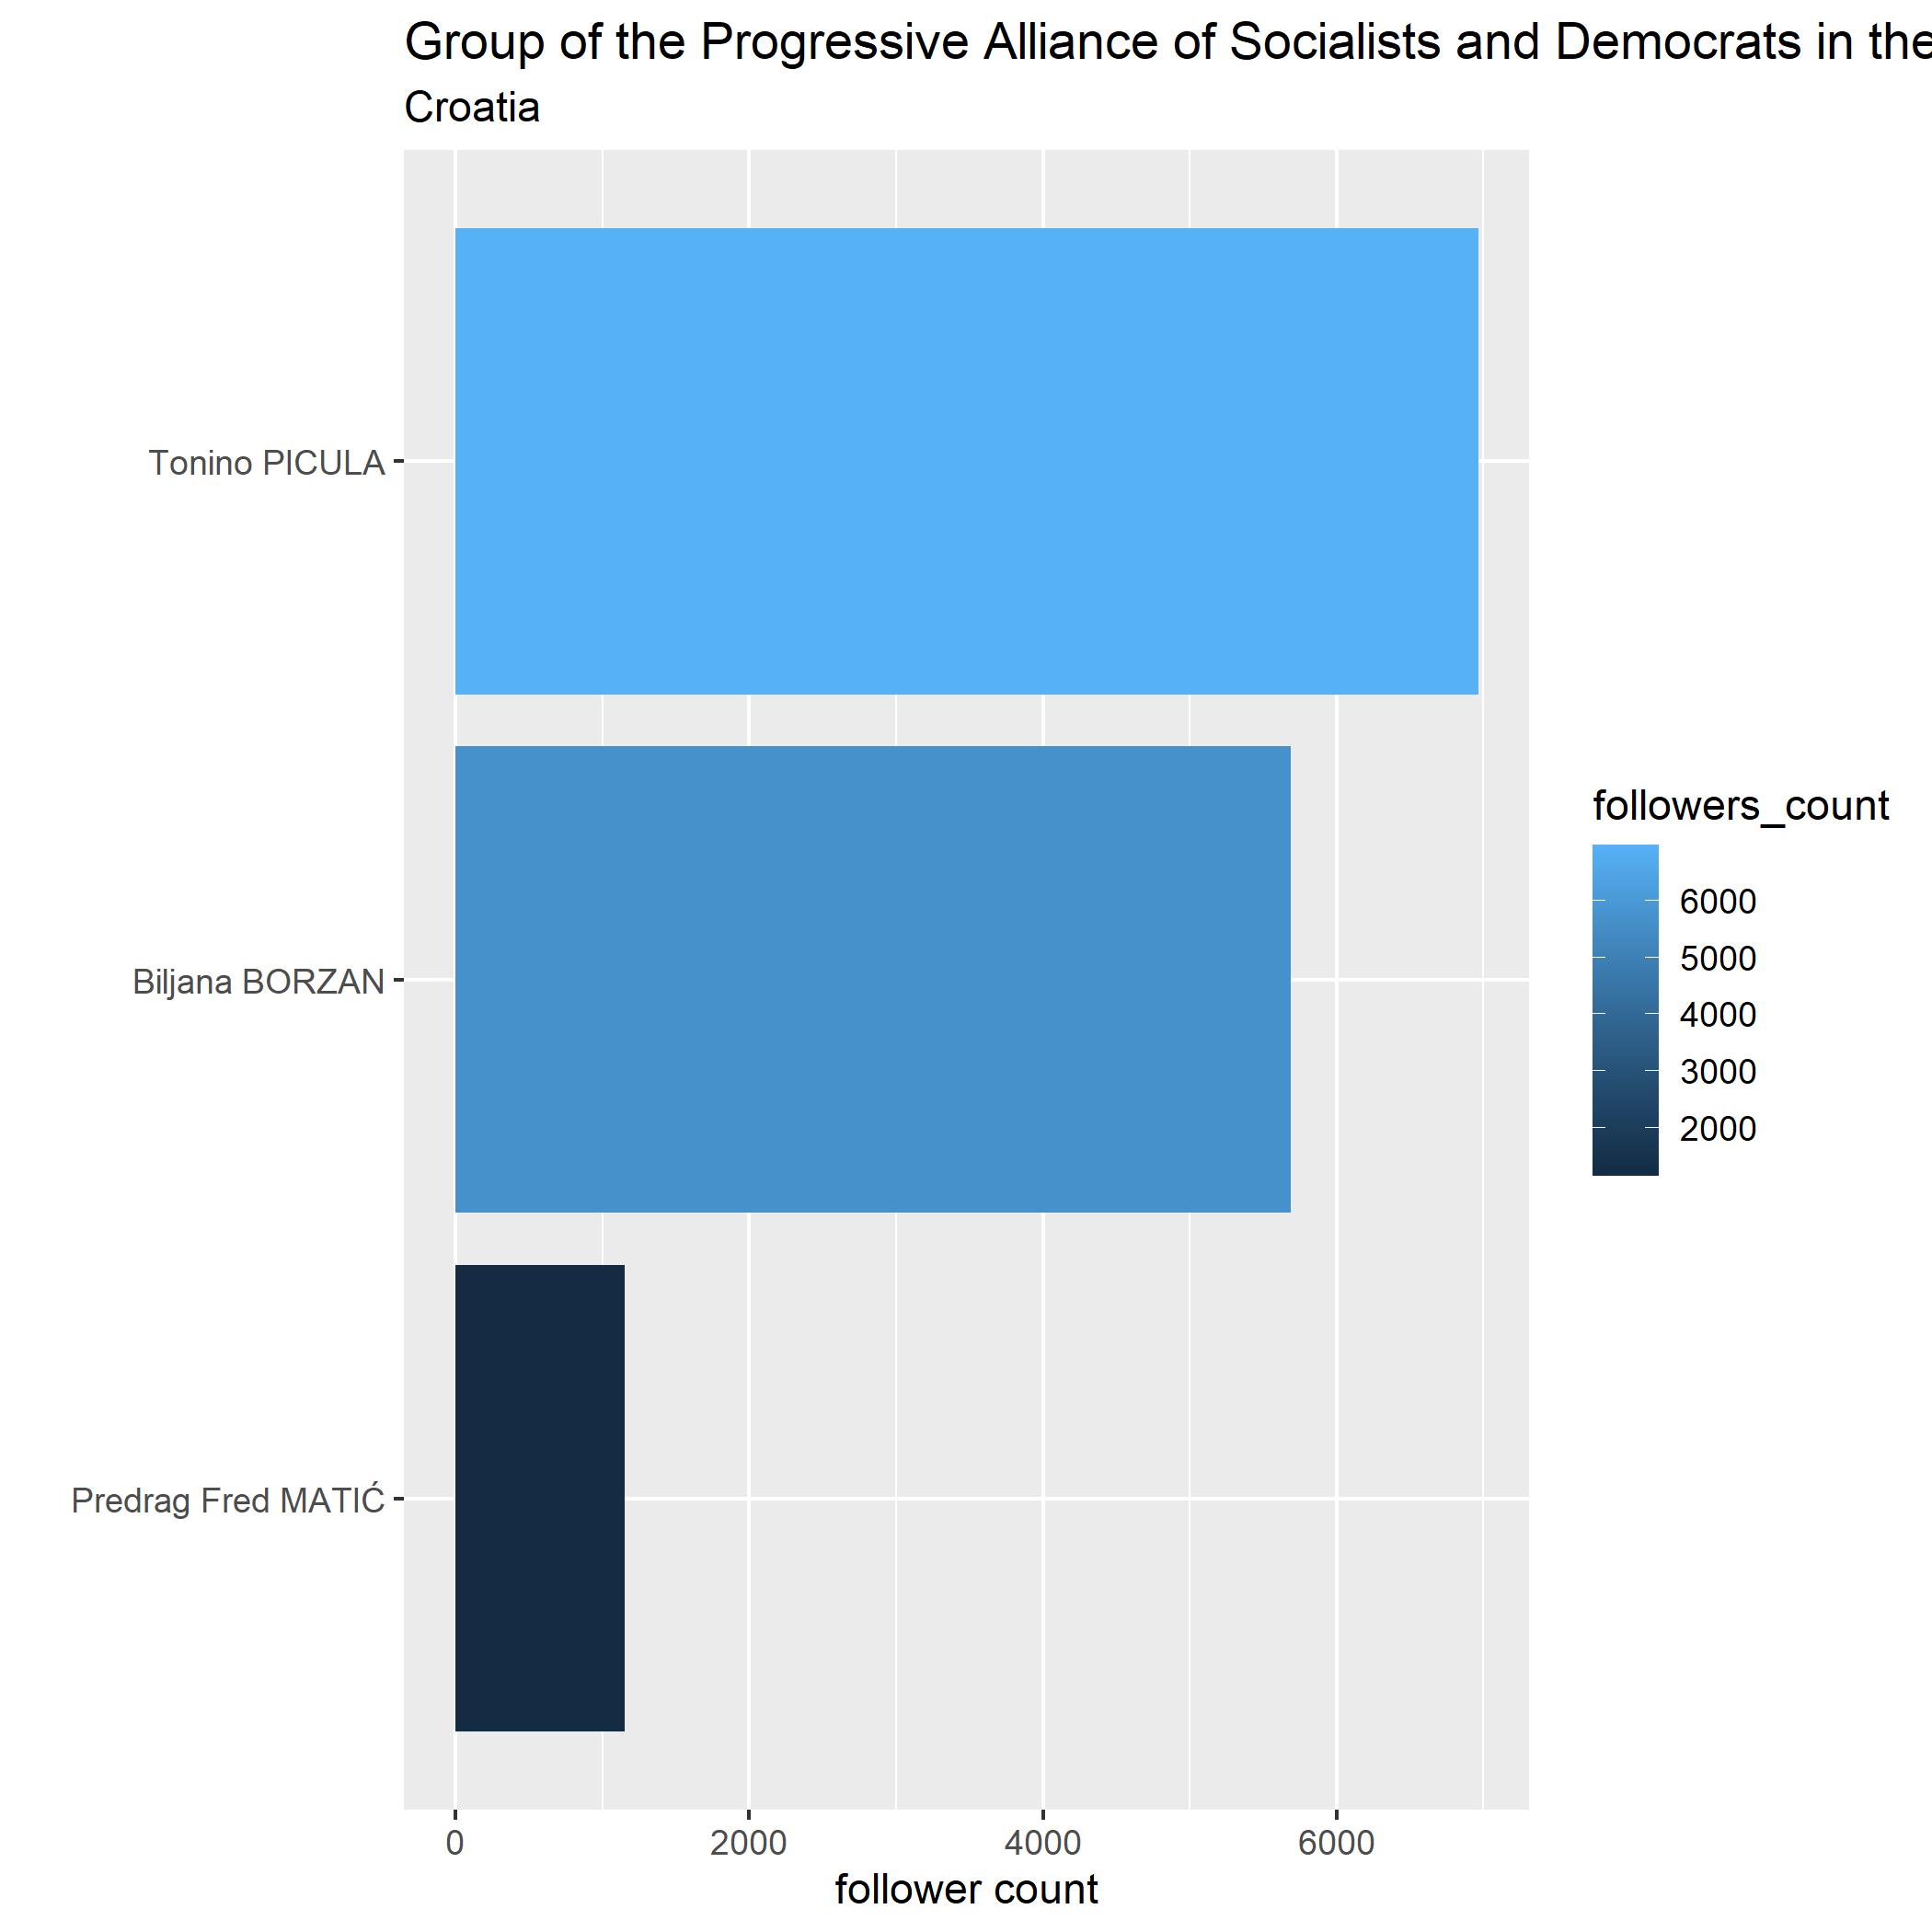 Group of the Progressive Alliance of Socialists and Democrats in the
Croatia
Tonino PICULA
Biljana BORZAN
Predrag Fred MATIĆ
followers_count
6000
5000
4000
3000
2000
0 2000 4000 6000
follower count